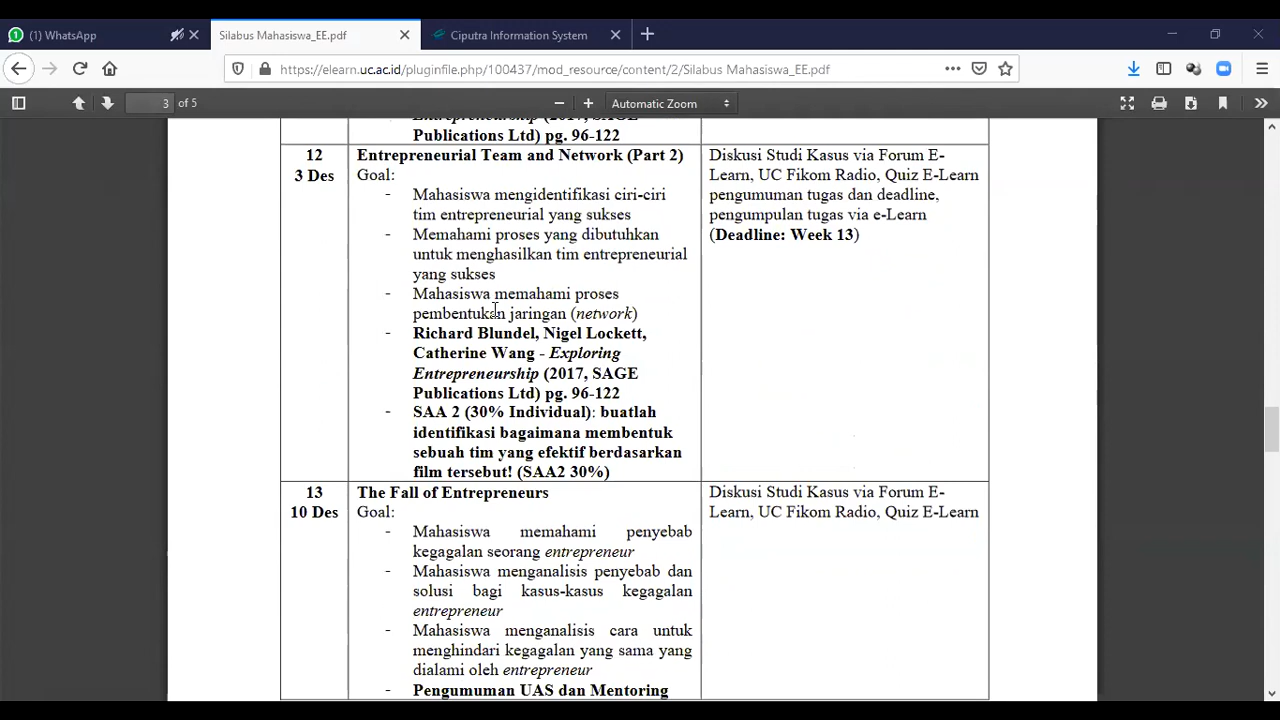 (1) WhatsApp
Silabus Mahasiswa_EE.pdf
Ciputra Information System
https://elearn.uc.ac.id/pluginfile.php/100437/mod_resource/content/2/Silabus Mahasiswa_EE.pdf
3 of 5
Automatic Zoom
Entrepreneurship (2017, SAGE
Publications Ltd) pg. 96-122
12
3 Des
Entrepreneurial Team and Network (Part 2)
Goal:
- Mahasiswa mengidentifikasi ciri-ciri
tim entrepreneurial yang sukses
- Memahami proses yang dibutuhkan
untuk menghasilkan tim entrepreneurial
yang sukses
- Mahasiswa memahami proses
pembentukan jaringan (network)
- Richard Blundel, Nigel Lockett,
Catherine Wang - Exploring
Entrepreneurship (2017, SAGE
Publications Ltd) pg. 96-122
- SAA 2 (30% Individual): buatlah
identifikasi bagaimana membentuk
sebuah tim yang efektif berdasarkan
film tersebut! (SAA2 30%)
Diskusi Studi Kasus via Forum E-
Learn, UC Fikom Radio, Quiz E-Learn
pengumuman tugas dan deadline,
pengumpulan tugas via e-Learn
(Deadline: Week 13)
13
10 Des
The Fall of Entrepreneurs
Goal:
- Mahasiswa memahami penyebab
kegagalan seorang entrepreneur
- Mahasiswa menganalisis penyebab dan
solusi bagi kasus-kasus kegagalan
entrepreneur
- Mahasiswa menganalisis cara untuk
menghindari kegagalan yang sama yang
dialami oleh entrepreneur
- Pengumuman UAS dan Mentoring
Diskusi Studi Kasus via Forum E-
Learn, UC Fikom Radio, Quiz E-Learn